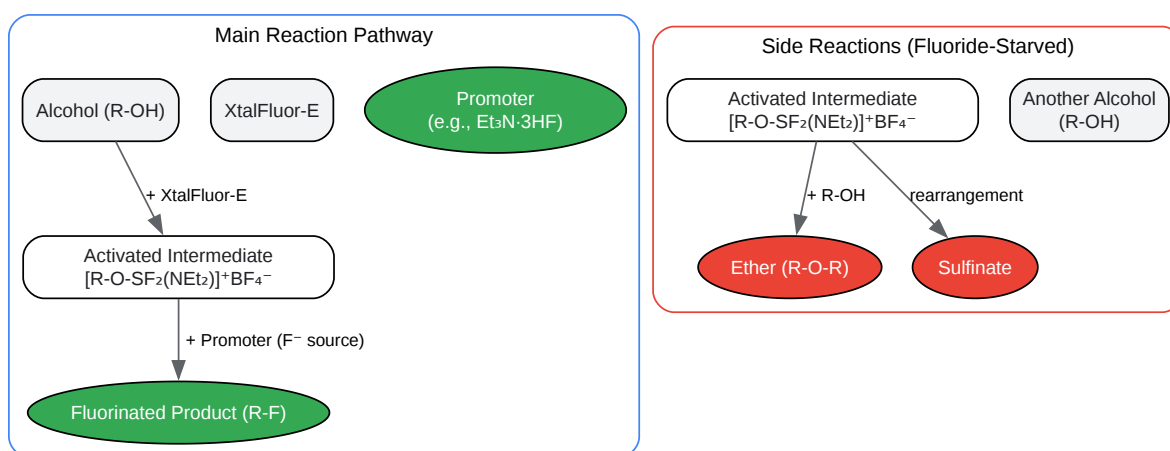 Main Reaction Pathway
Alcohol (R-OH)
XtalFluor-E
Promoter
(e.g., Et₃N·3HF)
+ XtalFluor-E
Activated Intermediate
[R-O-SF₂(NEt₂)]⁺BF₄⁻
+ Promoter (F⁻ source)
Fluorinated Product (R-F)
Side Reactions (Fluoride-Starved)
Activated Intermediate
[R-O-SF₂(NEt₂)]⁺BF₄⁻
Another Alcohol
(R-OH)
+ R-OH
rearrangement
Ether (R-O-R)
Sulfinate